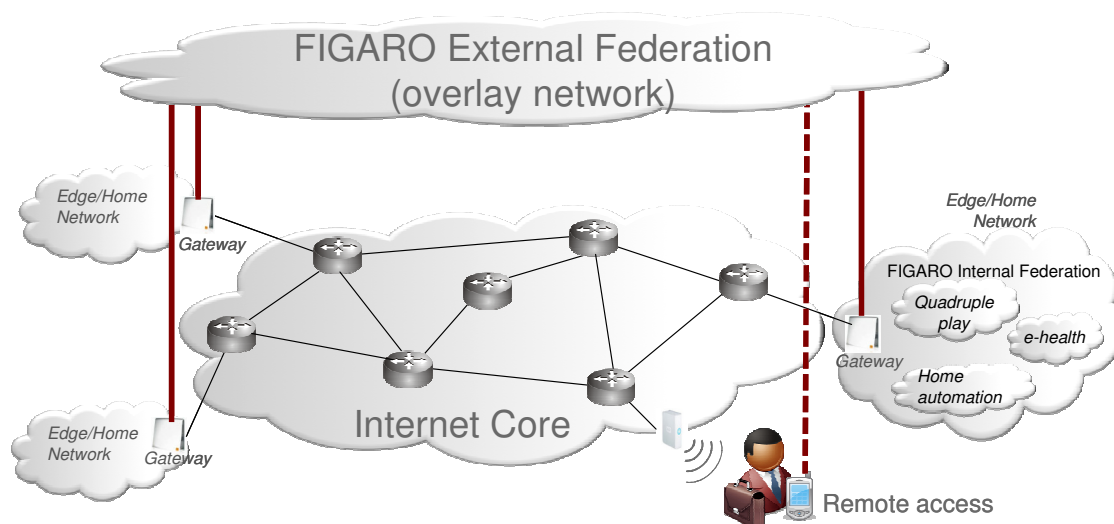 FIGARO External Federation
(overlay network)
Edge/Home
Network
Gateway
Edge/Home
Network
FIGARO Internal Federation
Quadruple
play
e-health
Gateway
Home
automation
Internet Core
Edge/Home
Network
Gateway
Remote access